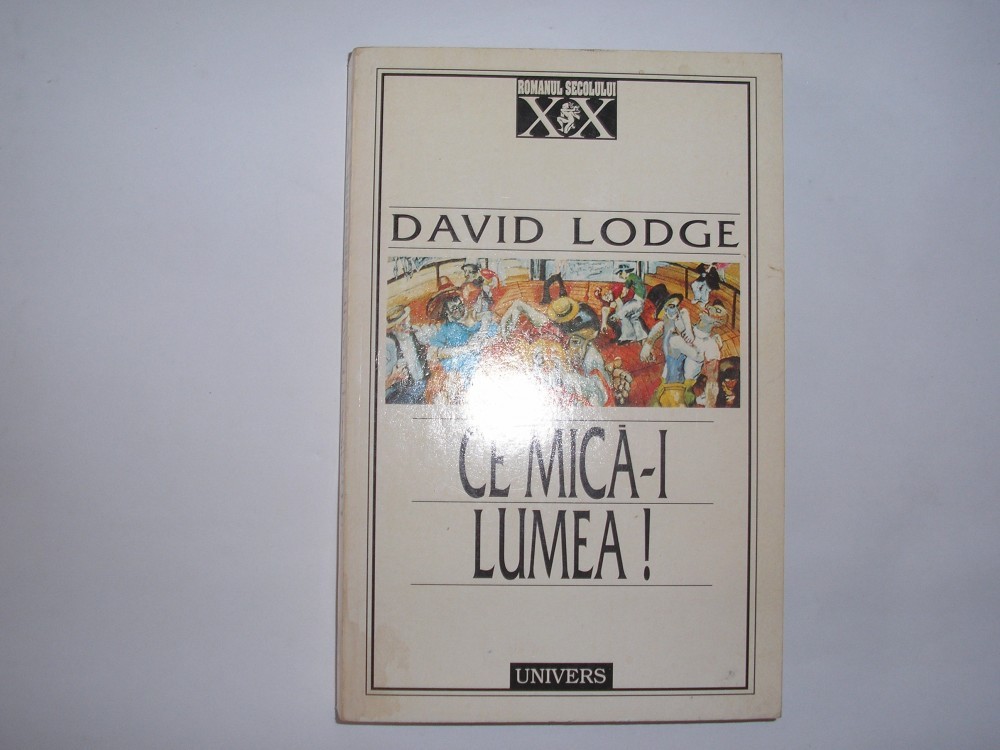 ROMANUL SECOLULUI
XX
DAVID LODGE
CE MICĂ-I
LUMEA !
UNIVERS